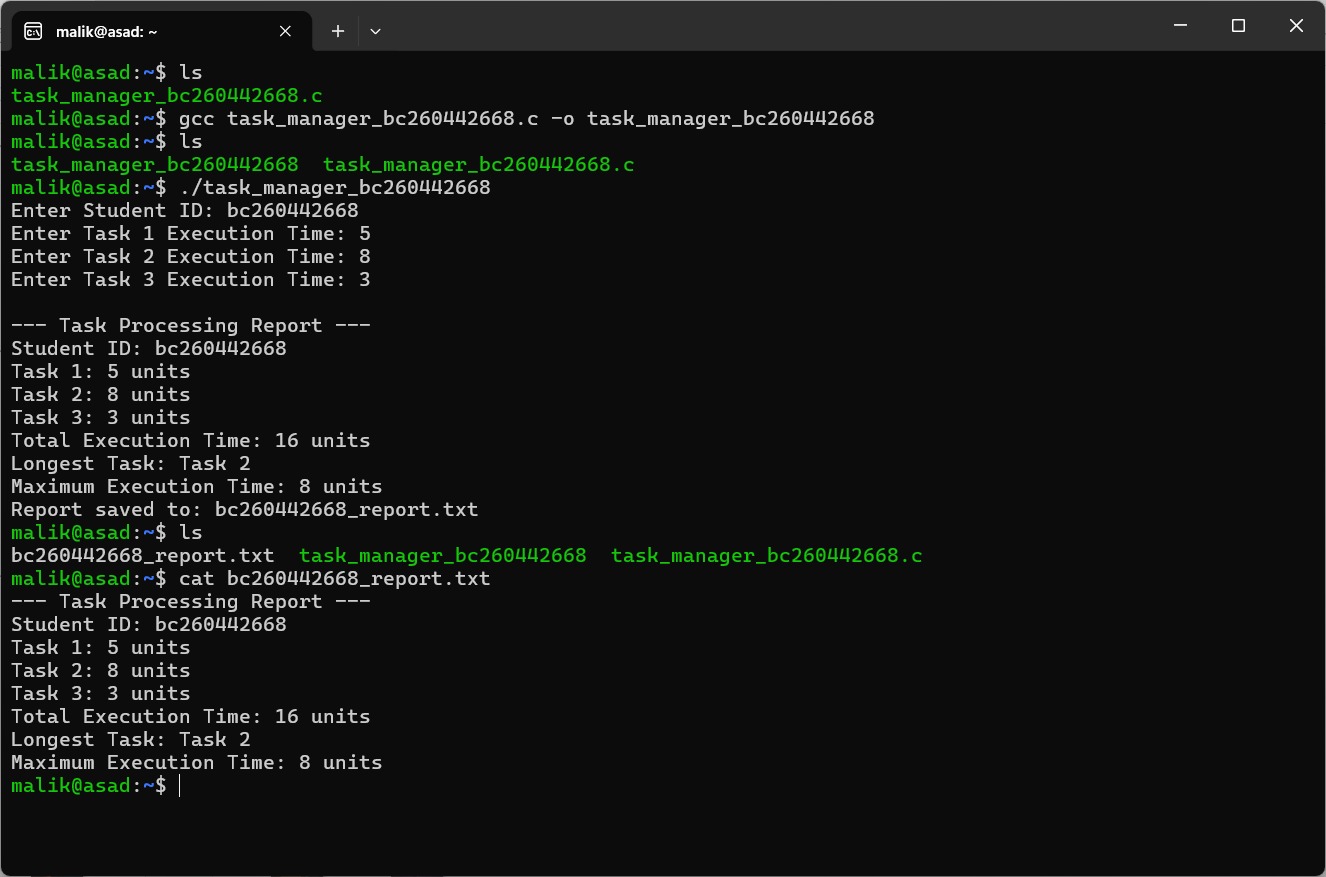 malik@asad: ~
malik@asad:~$ ls
task_manager_bc260442668.c
malik@asad:~$ gcc task_manager_bc260442668.c -o task_manager_bc260442668
malik@asad:~$ ls
task_manager_bc260442668  task_manager_bc260442668.c
malik@asad:~$ ./task_manager_bc260442668
Enter Student ID: bc260442668
Enter Task 1 Execution Time: 5
Enter Task 2 Execution Time: 8
Enter Task 3 Execution Time: 3
--- Task Processing Report ---
Student ID: bc260442668
Task 1: 5 units
Task 2: 8 units
Task 3: 3 units
Total Execution Time: 16 units
Longest Task: Task 2
Maximum Execution Time: 8 units
Report saved to: bc260442668_report.txt
malik@asad:~$ ls
bc260442668_report.txt  task_manager_bc260442668  task_manager_bc260442668.c
malik@asad:~$ cat bc260442668_report.txt
--- Task Processing Report ---
Student ID: bc260442668
Task 1: 5 units
Task 2: 8 units
Task 3: 3 units
Total Execution Time: 16 units
Longest Task: Task 2
Maximum Execution Time: 8 units
malik@asad:~$